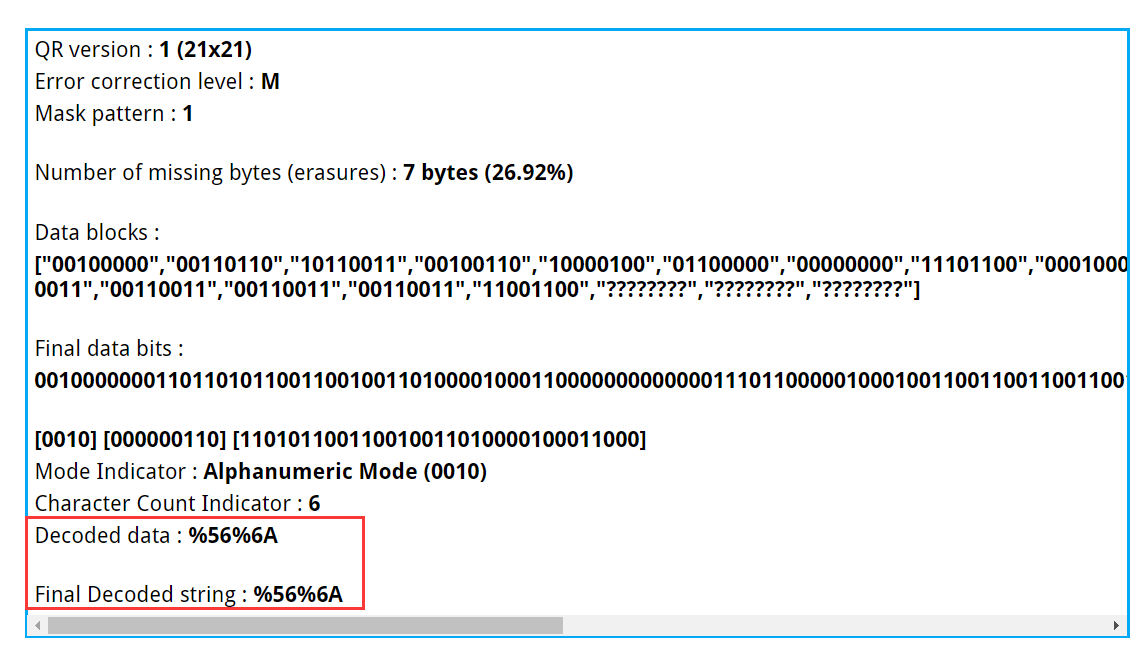 QR version : 1 (21x21)
Error correction level : M
Mask pattern : 1
Number of missing bytes (erasures) : 7 bytes (26.92%)
Data blocks :
["00100000","00110110","10110011","00100110","10000100","01100000","00000000","11101100","0001000
0011","00110011","00110011","00110011","11001100","????????","????????","????????"]
Final data bits :
00100000001101101011001100100110100001000110000000000000111011000001000100110011001100110011001
[0010] [000000110] [110101100110010011010000100011000]
Mode Indicator : Alphanumeric Mode (0010)
Character Count Indicator : 6
Decoded data : %56%6A
Final Decoded string : %56%6A